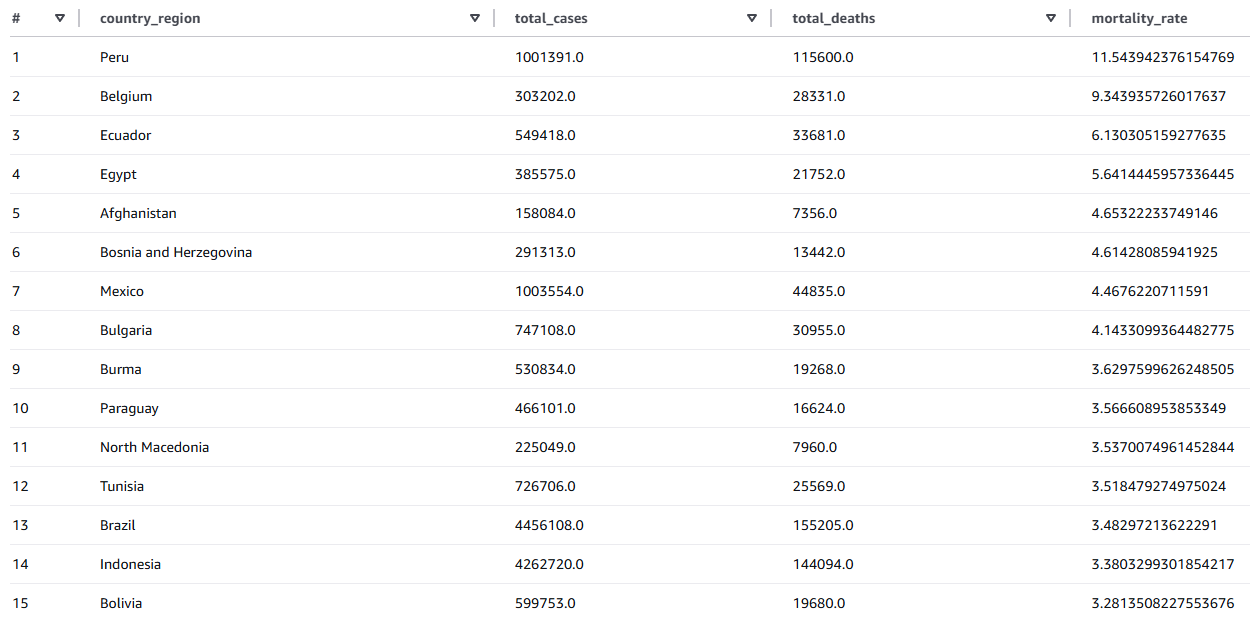 # country_region total_cases total_deaths mortality_rate
1 Peru 1001391.0 115600.0 11.543942376154769
2 Belgium 303202.0 28331.0 9.343935726017637
3 Ecuador 549418.0 33681.0 6.130305159277635
4 Egypt 385575.0 21752.0 5.6414445957336445
5 Afghanistan 158084.0 7356.0 4.65322233749146
6 Bosnia and Herzegovina 291313.0 13442.0 4.61428085941925
7 Mexico 1003554.0 44835.0 4.4676220711591
8 Bulgaria 747108.0 30955.0 4.1433099364482775
9 Burma 530834.0 19268.0 3.6297599626248505
10 Paraguay 466101.0 16624.0 3.566608953853349
11 North Macedonia 225049.0 7960.0 3.5370074961452844
12 Tunisia 726706.0 25569.0 3.518479274975024
13 Brazil 4456108.0 155205.0 3.48297213622291
14 Indonesia 4262720.0 144094.0 3.3803299301854217
15 Bolivia 599753.0 19680.0 3.2813508227553676